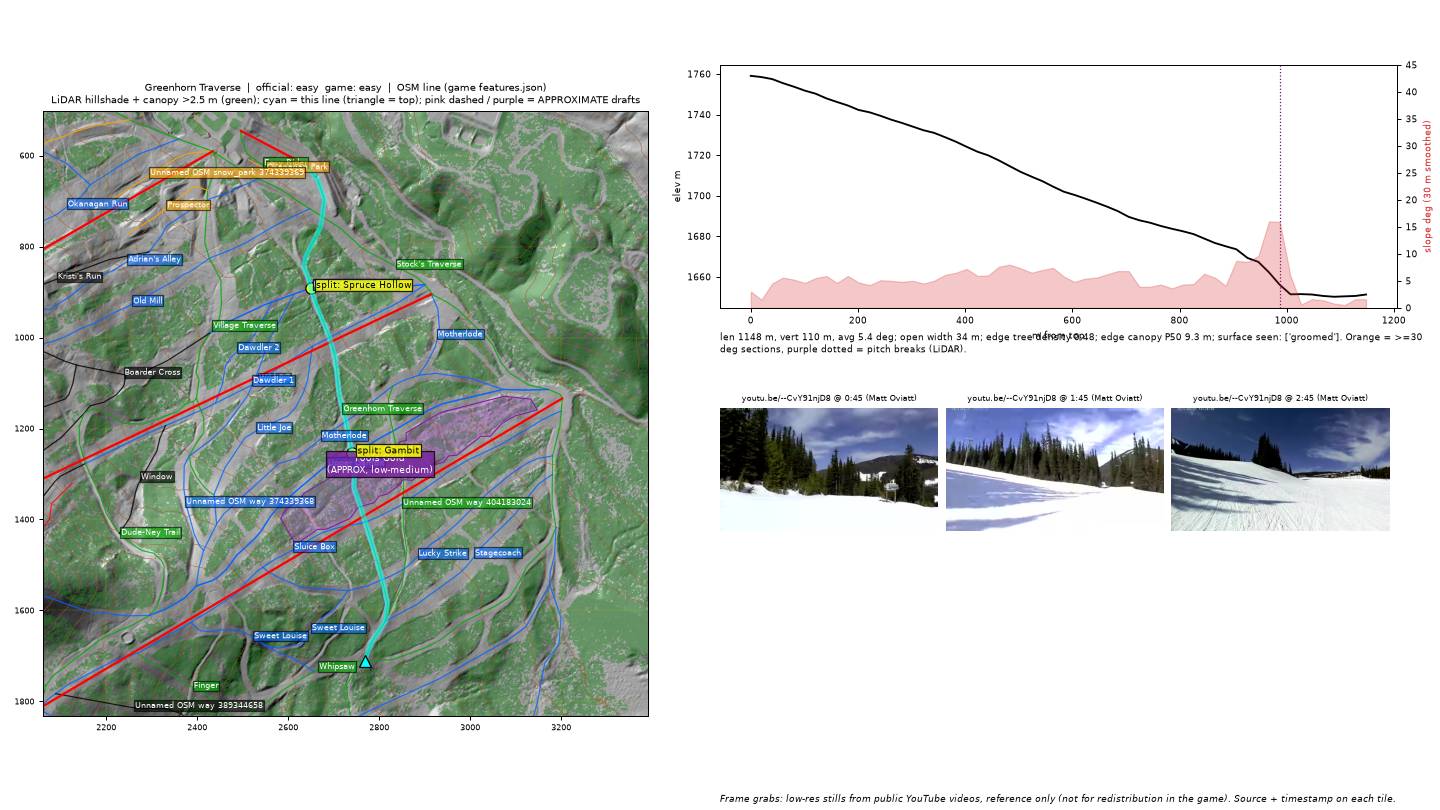 Greenhorn Traverse | official: easy game: easy | OSM line (game features.json)
LiDAR hillshade + canopy >2.5 m (green); cyan = this line (triangle = top); pink dashed / purple = APPROXIMATE drafts
600
800
1000
1200
1400
1600
1800
2200
2400
2600
2800
3000
3200
Park
Unnamed OSM snow_park 374339369
Okanagan Run
Prospector
Adrian's Alley
Stock's Traverse
Kristi's Run
split: Spruce Hollow
Old Mill
Village Traverse
Motherlode
Dawdler 2
Boarder Cross
Dawdler 1
Greenhorn Traverse
Little Joe
Motherlode
split: Gambit
(APPROX, low-medium)
Window
Unnamed OSM way 374339368
Unnamed OSM way 404183024
Dude-Ney Trail
Sluice Box
Lucky Strike
Stagecoach
Sweet Louise
Sweet Louise
Whipsaw
Finger
Unnamed OSM way 389344658
1760
1740
1720
1700
1680
1660
elev m
45
40
35
30
25
20
15
10
5
0
slope deg (30 m smoothed)
0
200
400
600
800
1000
1200
m from top
len 1148 m, vert 110 m, avg 5.4 deg; open width 34 m; edge tree density 0.48; edge canopy P50 9.3 m; surface seen: ['groomed']. Orange = >=30
deg sections, purple dotted = pitch breaks (LiDAR).
youtu.be/--CvY91njD8 @ 0:45 (Matt Oviatt)
youtu.be/--CvY91njD8 @ 1:45 (Matt Oviatt)
youtu.be/--CvY91njD8 @ 2:45 (Matt Oviatt)
Frame grabs: low-res stills from public YouTube videos, reference only (not for redistribution in the game). Source + timestamp on each tile.